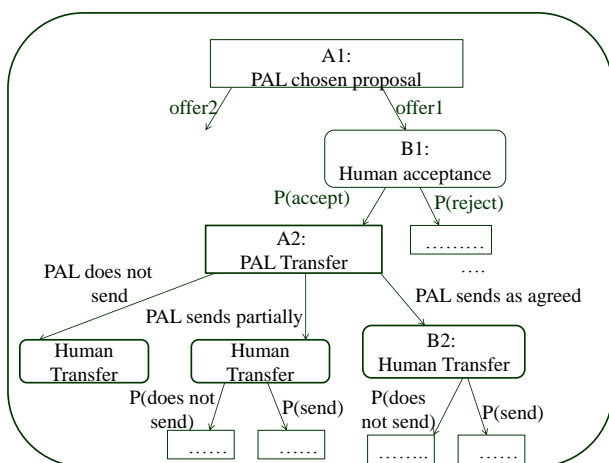 A1:
PAL chosen proposal
offer2
offer1
B1:
Human acceptance
P(accept)
P(reject)
………
….
A2:
PAL Transfer
PAL does not
send
PAL sends partially
PAL sends as agreed
Human
Transfer
Human
Transfer
B2:
Human Transfer
P(does not
send)
P(send)
P(does
not send)
P(send)
……
……
……..
……